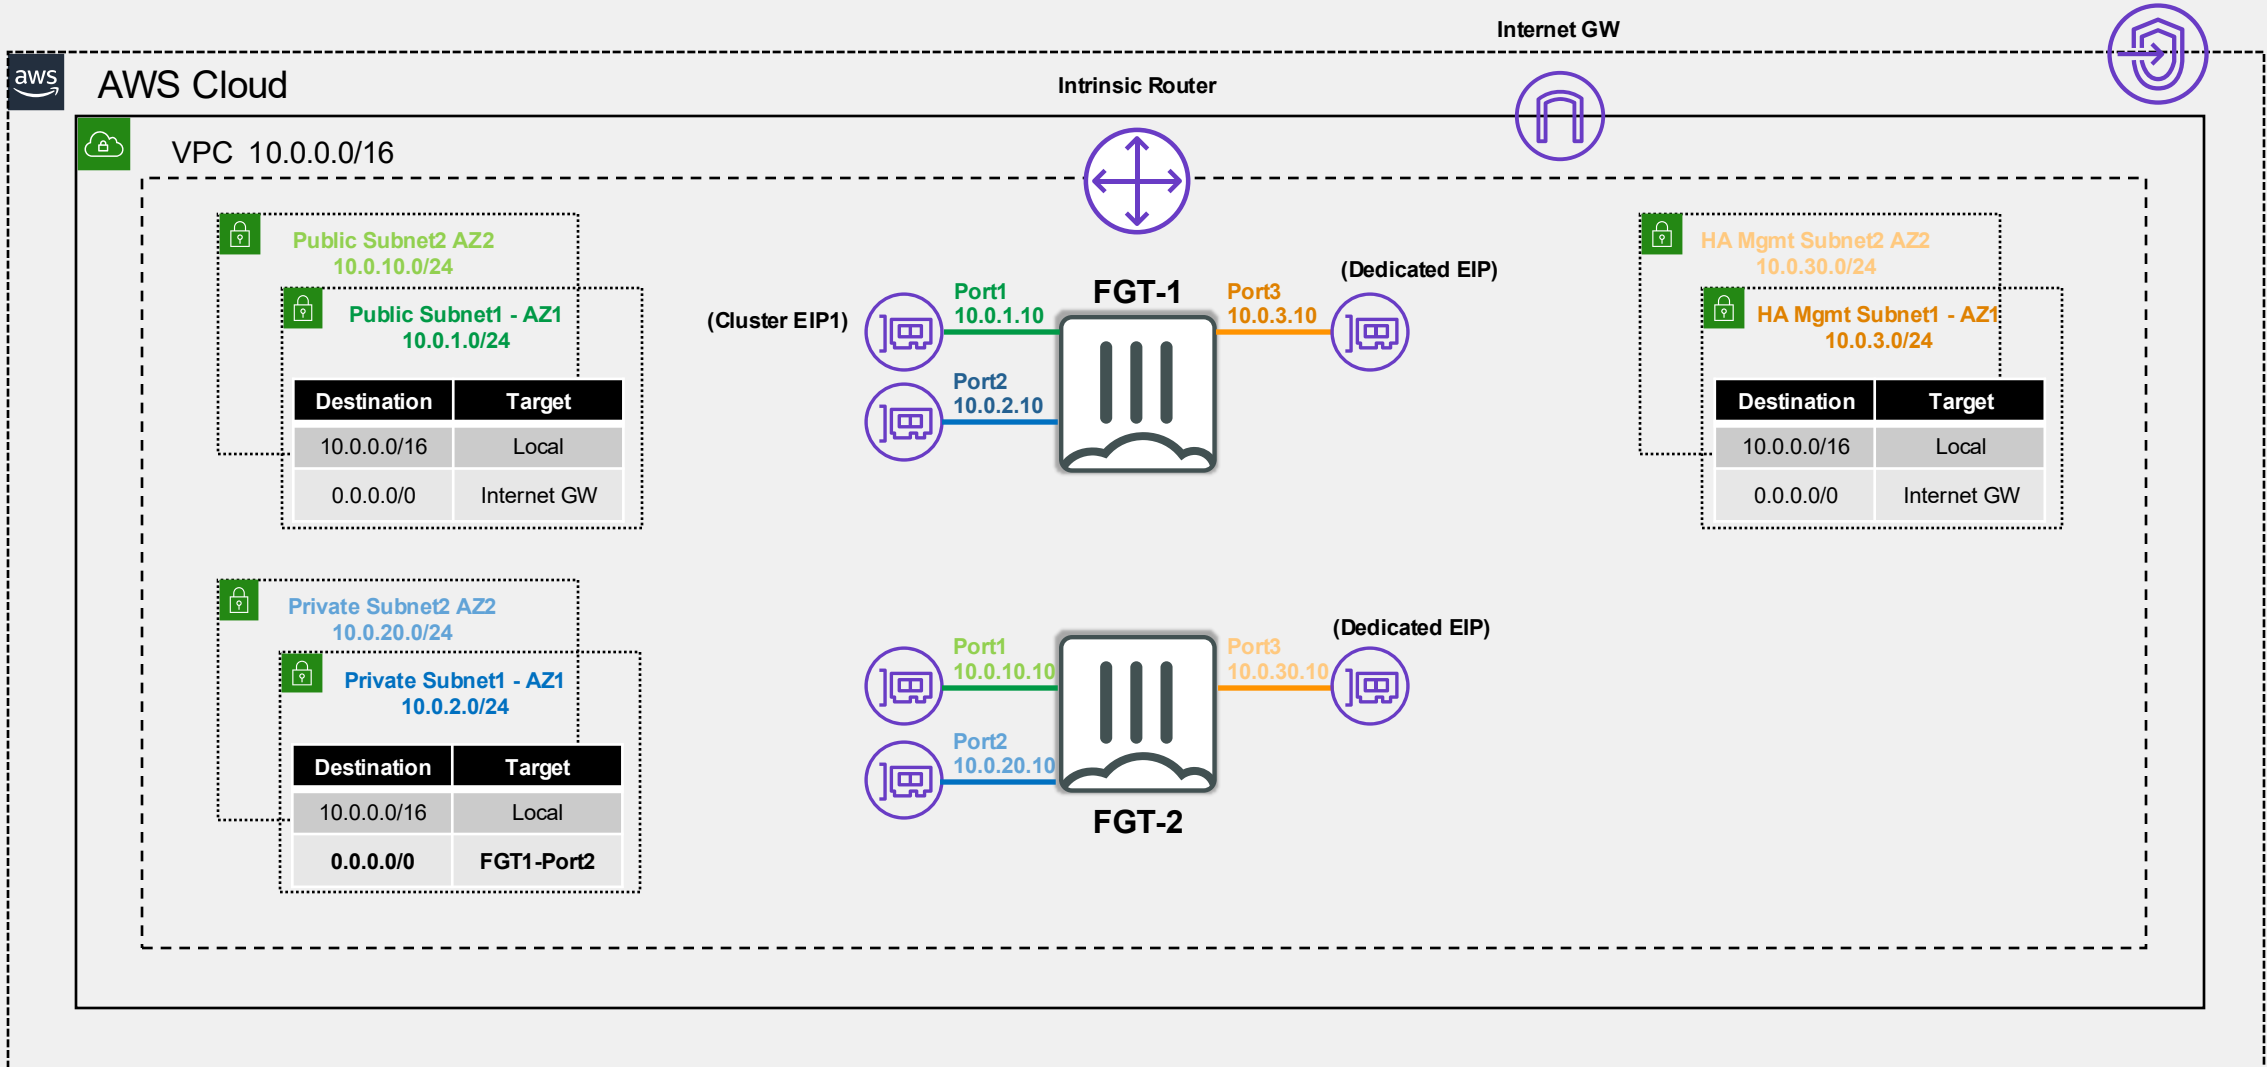 Internet GW
aws
AWS Cloud
Intrinsic Router
VPC 10.0.0.0/16
Public Subnet2 AZ2
10.0.10.0/24
Public Subnet1 - AZ1
10.0.1.0/24
Destination Target
10.0.0.0/16 Local
0.0.0.0/0 Internet GW
(Cluster EIP1)
Port1
10.0.1.10
Port2
10.0.2.10
FGT-1
Port3
10.0.3.10
(Dedicated EIP)
HA Mgmt Subnet2 AZ2
10.0.30.0/24
HA Mgmt Subnet1 - AZ1
10.0.3.0/24
Destination Target
10.0.0.0/16 Local
0.0.0.0/0 Internet GW
Private Subnet2 AZ2
10.0.20.0/24
Private Subnet1 - AZ1
10.0.2.0/24
Destination Target
10.0.0.0/16 Local
0.0.0.0/0 FGT1-Port2
Port1
10.0.10.10
Port2
10.0.20.10
FGT-2
Port3
10.0.30.10
(Dedicated EIP)